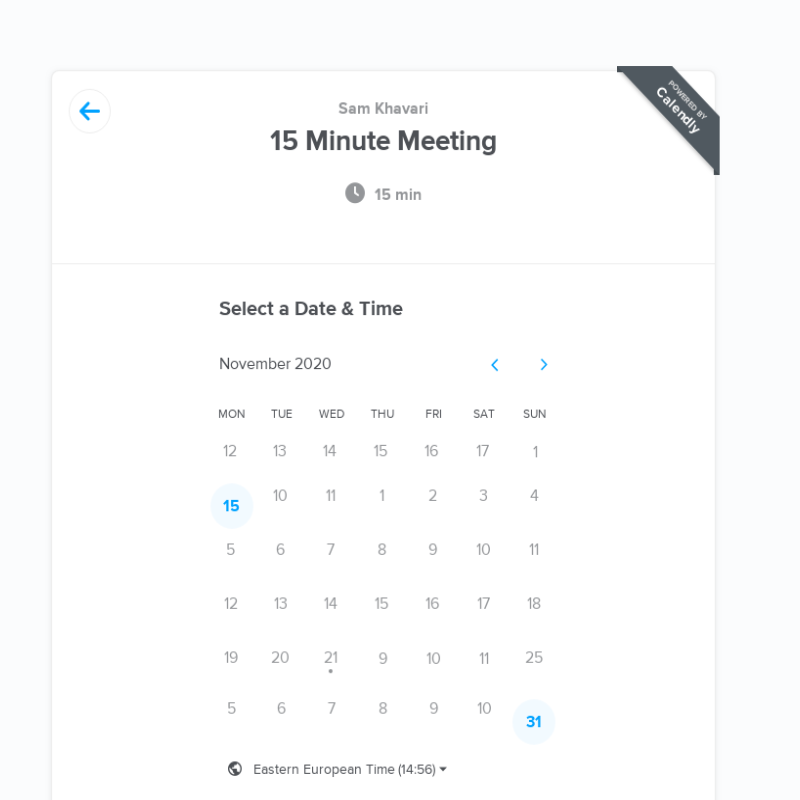 POWERED BY
Calendly
Sam Khavari
15 Minute Meeting
15 min
Select a Date & Time
November 2020
MON TUE WED THU FRI SAT SUN
12 13 14 15 16 17 1
15 10 11 1 2 3 4
5 6 7 8 9 10 11
12 13 14 15 16 17 18
19 20 21 9 10 11 25
5 6 7 8 9 10 31
Eastern European Time (14:56)